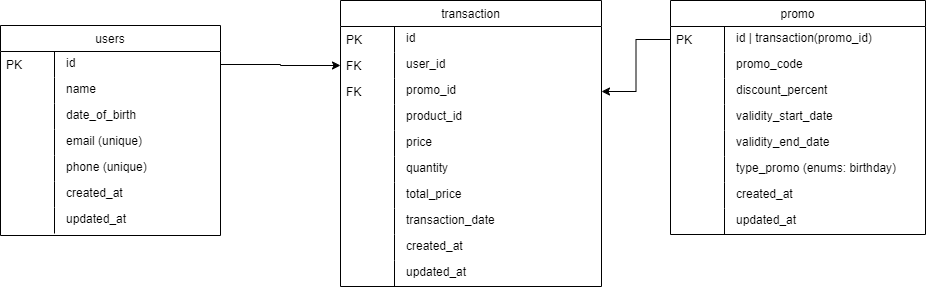 users
PK id
name
date_of_birth
email (unique)
phone (unique)
created_at
updated_at
transaction
PK id
FK user_id
FK promo_id
product_id
price
quantity
total_price
transaction_date
created_at
updated_at
promo
PK id | transaction(promo_id)
promo_code
discount_percent
validity_start_date
validity_end_date
type_promo (enums: birthday)
created_at
updated_at